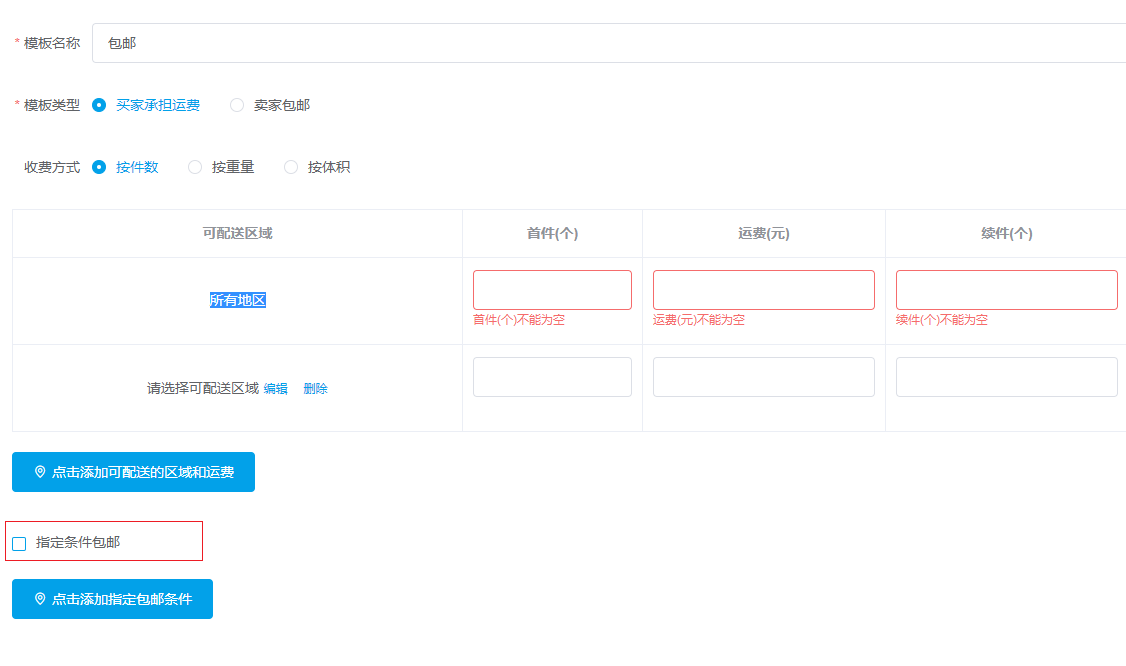 * 模板名称 包邮
* 模板类型 买家承担运费 卖家包邮
收费方式 按件数 按重量 按体积
可配送区域 首件(个) 运费(元) 续件(个)
所有地区
首件(个)不能为空 运费(元)不能为空 续件(个)不能为空
请选择可配送区域 编辑 删除
点击添加可配送的区域和运费
指定条件包邮
点击添加指定包邮条件